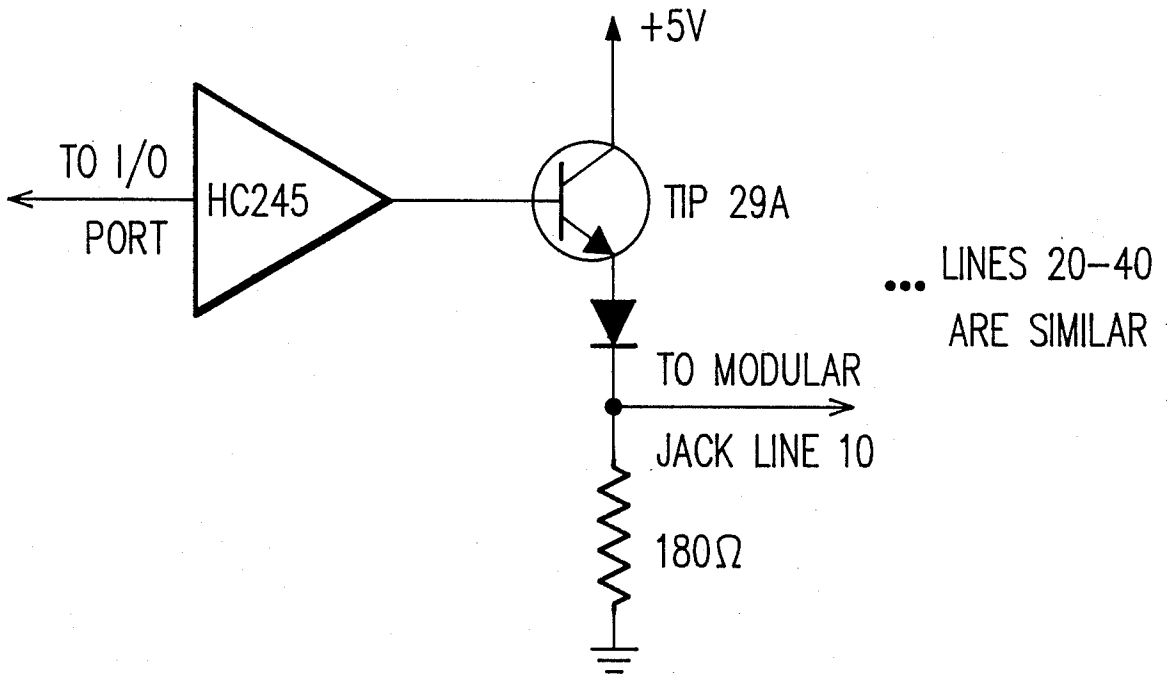 +5V
TO I/O
PORT
HC245
TIP 29A
••• LINES 20-40
ARE SIMILAR
TO MODULAR
JACK LINE 10
180Ω